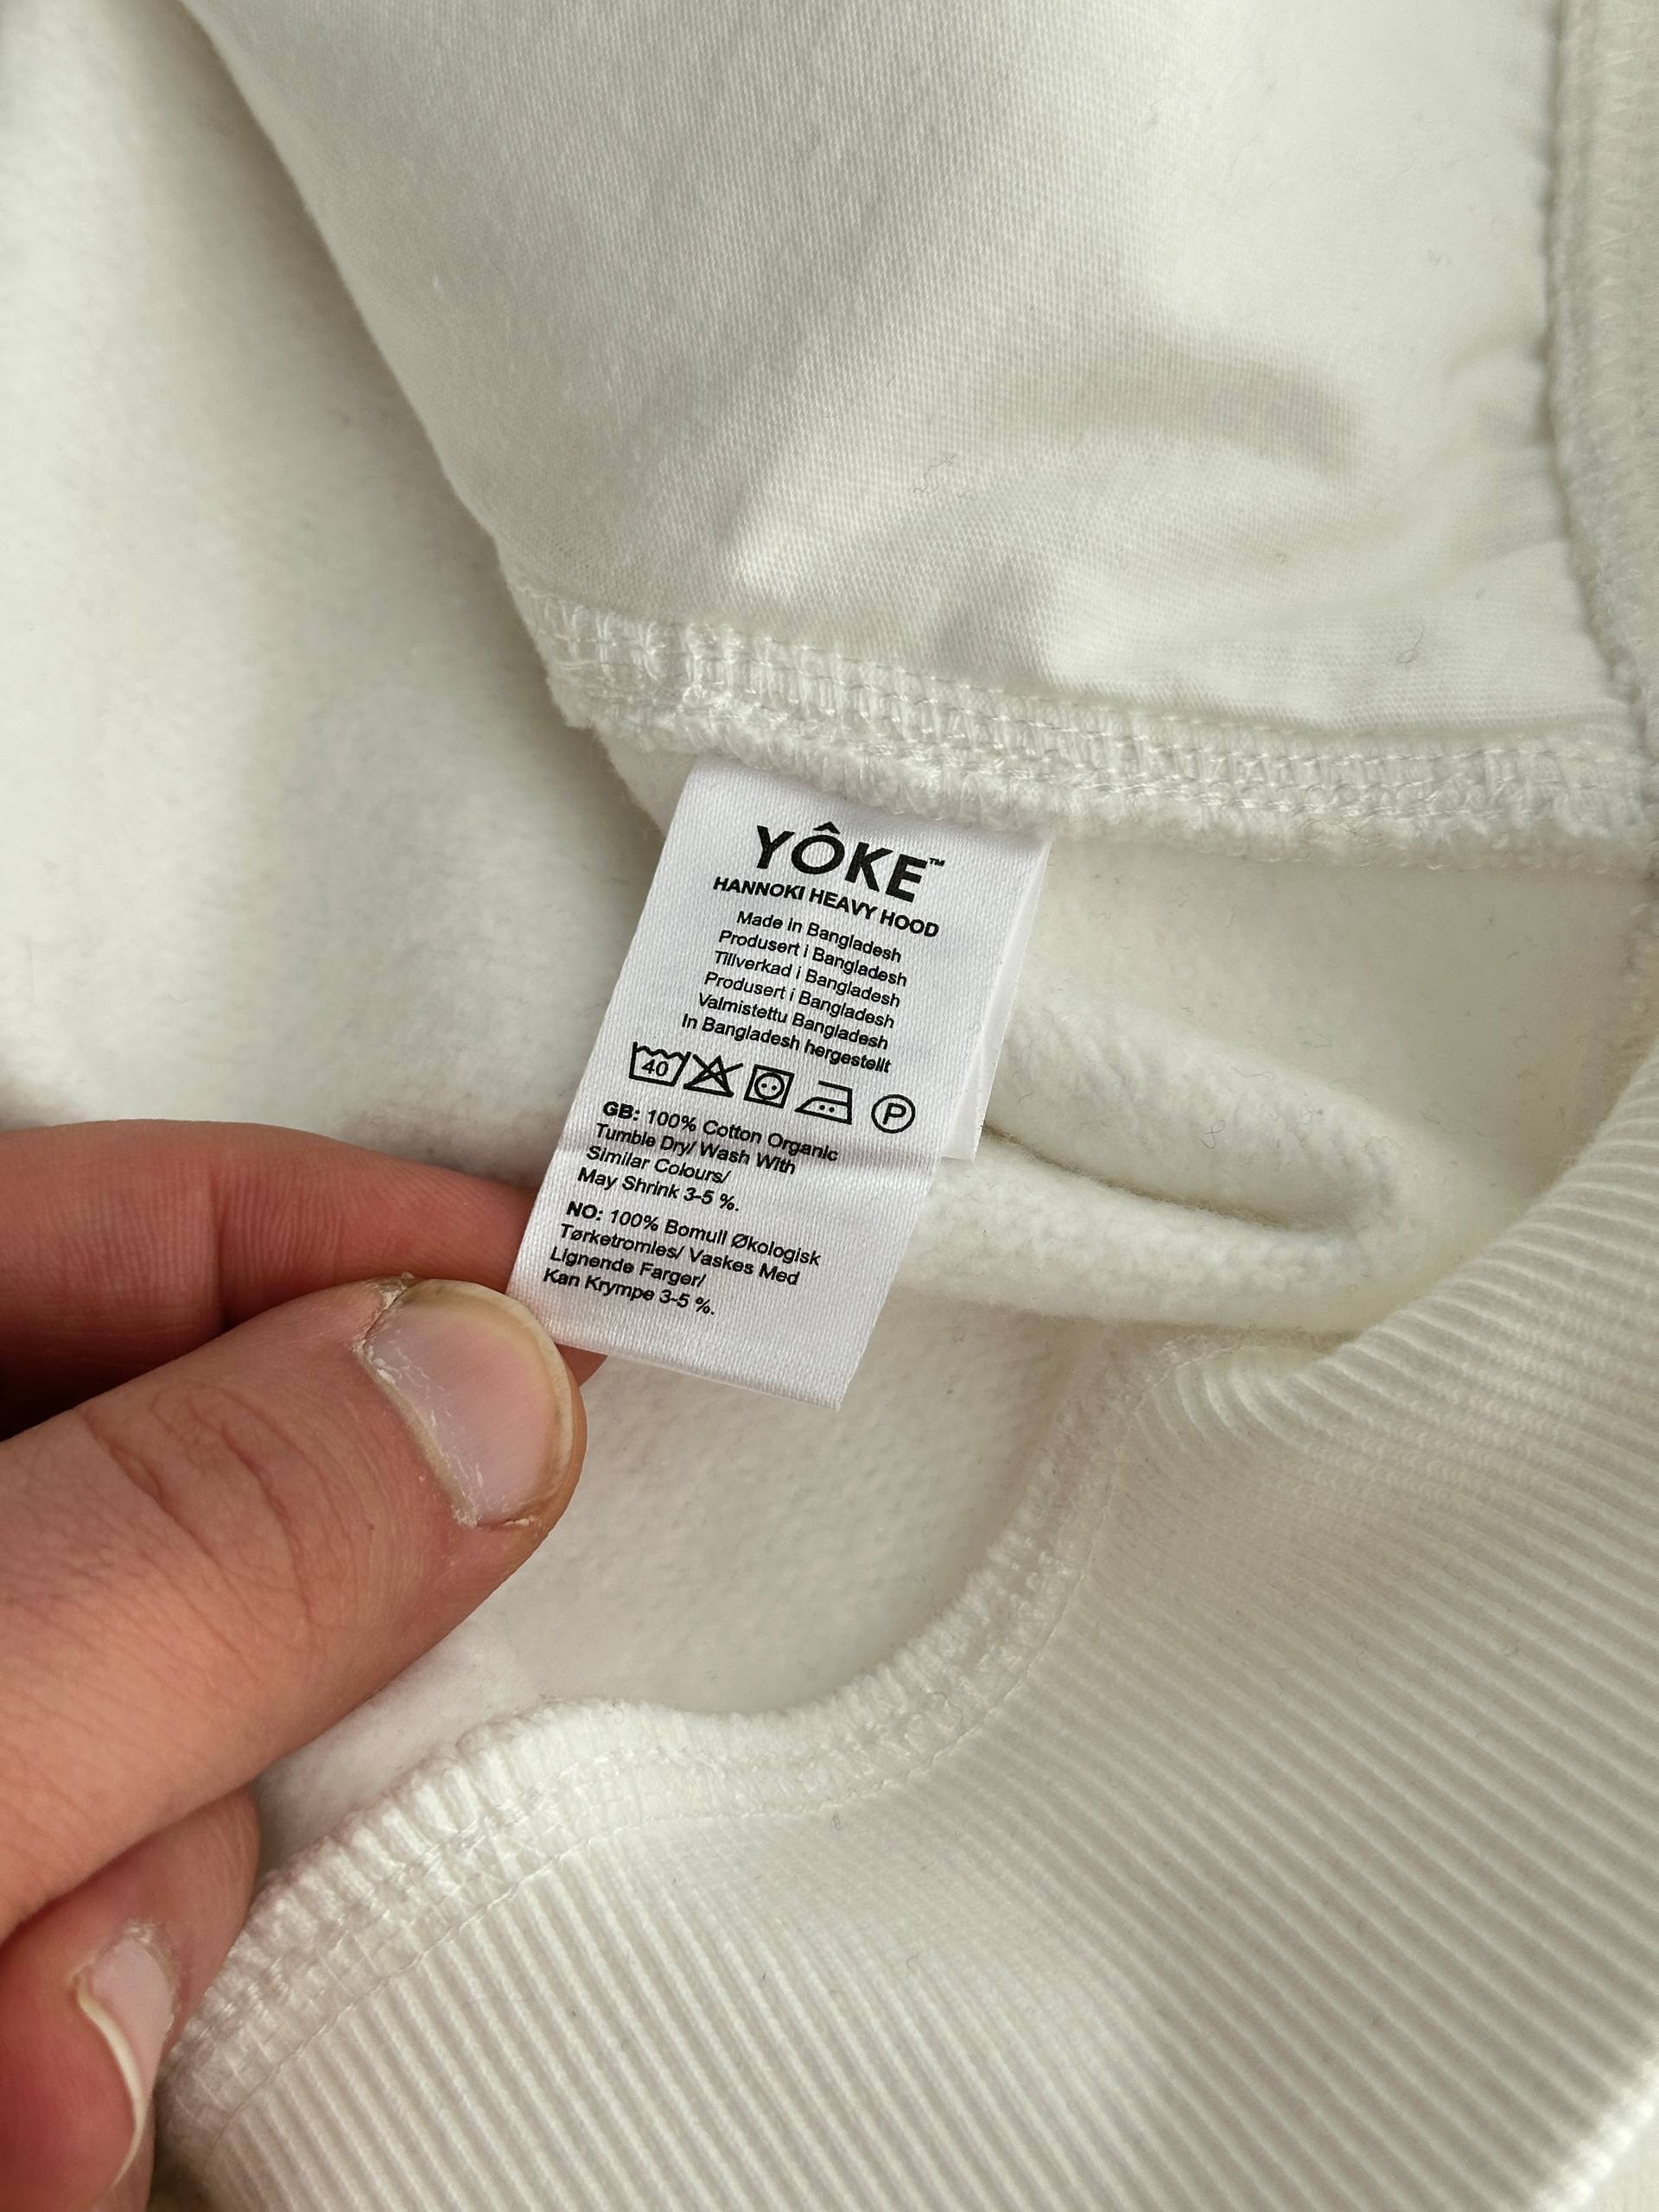 YÔKE™
HANNOKI HEAVY HOOD
Made in Bangladesh
Produsert i Bangladesh
Tillverkad i Bangladesh
Produsert i Bangladesh
Valmistettu Bangladesh
In Bangladesh hergestellt
40 P
GB: 100% Cotton Organic
Tumble Dry/ Wash With
Similar Colours/
May Shrink 3-5 %.
NO: 100% Bomull Økologisk
Tørketromles/ Vaskes Med
Lignende Farger/
Kan Krympe 3-5 %.